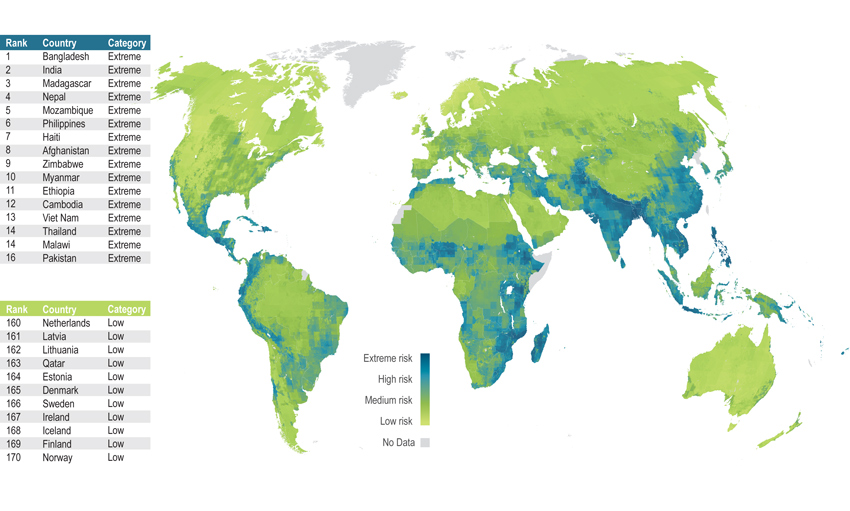 Rank Country Category
1 Bangladesh Extreme
2 India Extreme
3 Madagascar Extreme
4 Nepal Extreme
5 Mozambique Extreme
6 Philippines Extreme
7 Haiti Extreme
8 Afghanistan Extreme
9 Zimbabwe Extreme
10 Myanmar Extreme
11 Ethiopia Extreme
12 Cambodia Extreme
13 Viet Nam Extreme
14 Thailand Extreme
14 Malawi Extreme
16 Pakistan Extreme
Rank Country Category
160 Netherlands Low
161 Latvia Low
162 Lithuania Low
163 Qatar Low
164 Estonia Low
165 Denmark Low
166 Sweden Low
167 Ireland Low
168 Iceland Low
169 Finland Low
170 Norway Low
Extreme risk
High risk
Medium risk
Low risk
No Data